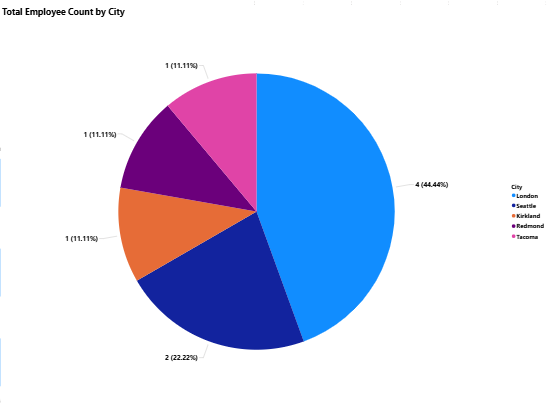 Total Employee Count by City
1 (11.11%)
1 (11.11%)
4 (44.44%)
1 (11.11%)
2 (22.22%)
City
London
Seattle
Kirkland
Redmond
Tacoma